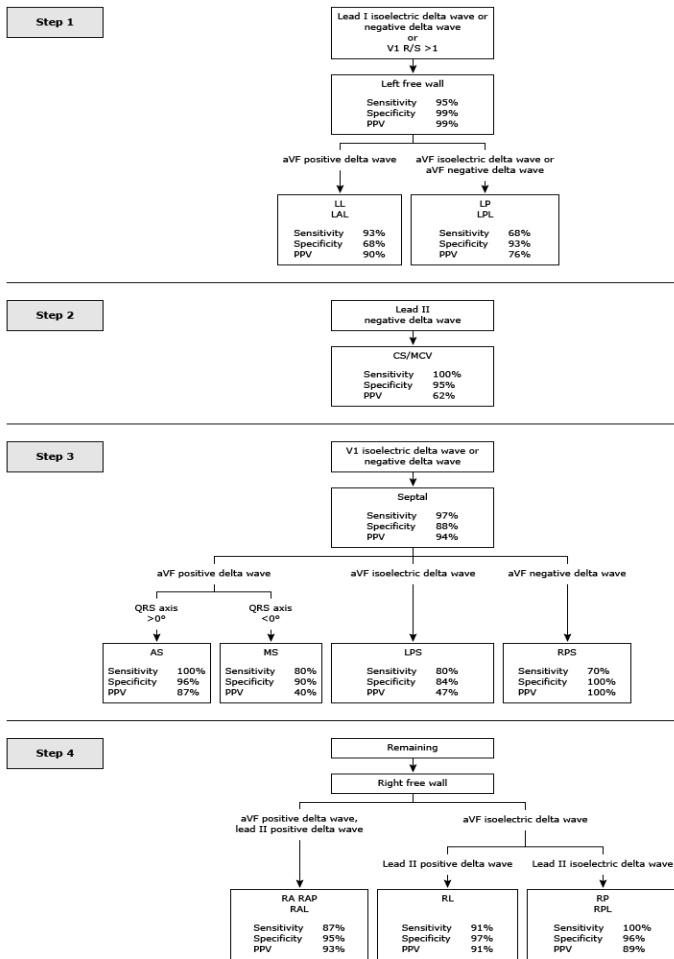 Step 1
Lead I isoelectric delta wave or
negative delta wave
or
V1 R/S >1
Left free wall
Sensitivity 95%
Specificity 99%
PPV 99%
aVF positive delta wave
aVF isoelectric delta wave or
aVF negative delta wave
LL
LAL
Sensitivity 93%
Specificity 68%
PPV 90%
LP
LPL
Sensitivity 68%
Specificity 93%
PPV 76%
Step 2
Lead II
negative delta wave
CS/MCV
Sensitivity 100%
Specificity 95%
PPV 62%
Step 3
V1 isoelectric delta wave or
negative delta wave
Septal
Sensitivity 97%
Specificity 88%
PPV 94%
aVF positive delta wave
aVF isoelectric delta wave
aVF negative delta wave
QRS axis
>0°
QRS axis
<0°
AS
Sensitivity 100%
Specificity 96%
PPV 87%
MS
Sensitivity 80%
Specificity 90%
PPV 40%
LPS
Sensitivity 80%
Specificity 84%
PPV 47%
RPS
Sensitivity 70%
Specificity 100%
PPV 100%
Step 4
Remaining
Right free wall
aVF positive delta wave,
lead II positive delta wave
aVF isoelectric delta wave
Lead II positive delta wave
Lead II isoelectric delta wave
RA RAP
RAL
Sensitivity 87%
Specificity 95%
PPV 93%
RL
Sensitivity 91%
Specificity 97%
PPV 91%
RP
RPL
Sensitivity 100%
Specificity 96%
PPV 89%